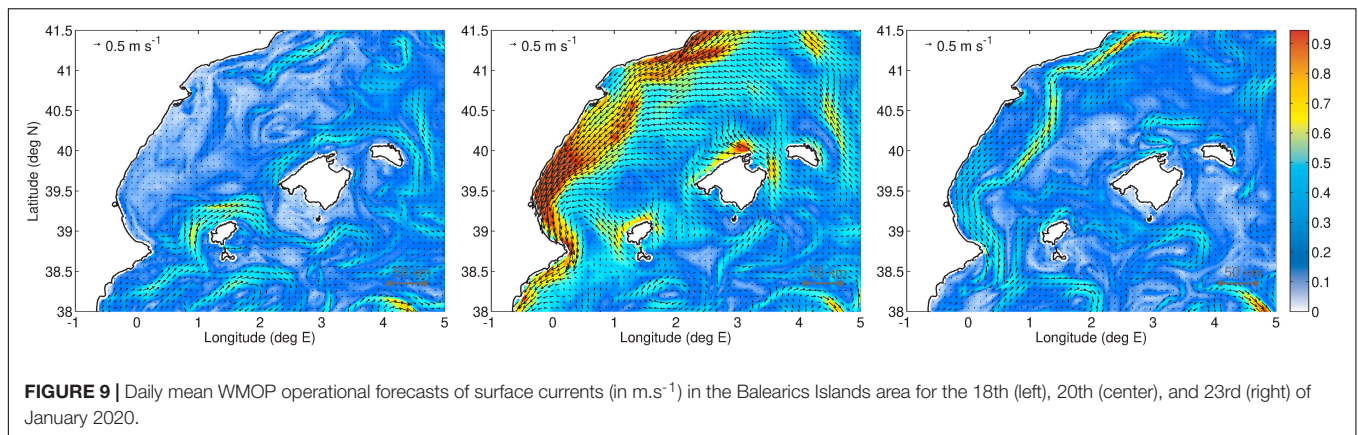 → 0.5 m s⁻¹
→ 0.5 m s⁻¹
→ 0.5 m s⁻¹
41.5
41
40.5
40
39.5
39
38.5
38
Latitude (deg N)
-1 0 1 2 3 4 5
Longitude (deg E)
41.5
41
40.5
40
39.5
39
38.5
38
-1 0 1 2 3 4 5
Longitude (deg E)
41.5
41
40.5
40
39.5
39
38.5
38
50 nm
-1 0 1 2 3 4 5
Longitude (deg E)
0.9
0.8
0.7
0.6
0.5
0.4
0.3
0.2
0.1
0
FIGURE 9 | Daily mean WMOP operational forecasts of surface currents (in m.s⁻¹) in the Balearics Islands area for the 18th (left), 20th (center), and 23rd (right) of
January 2020.